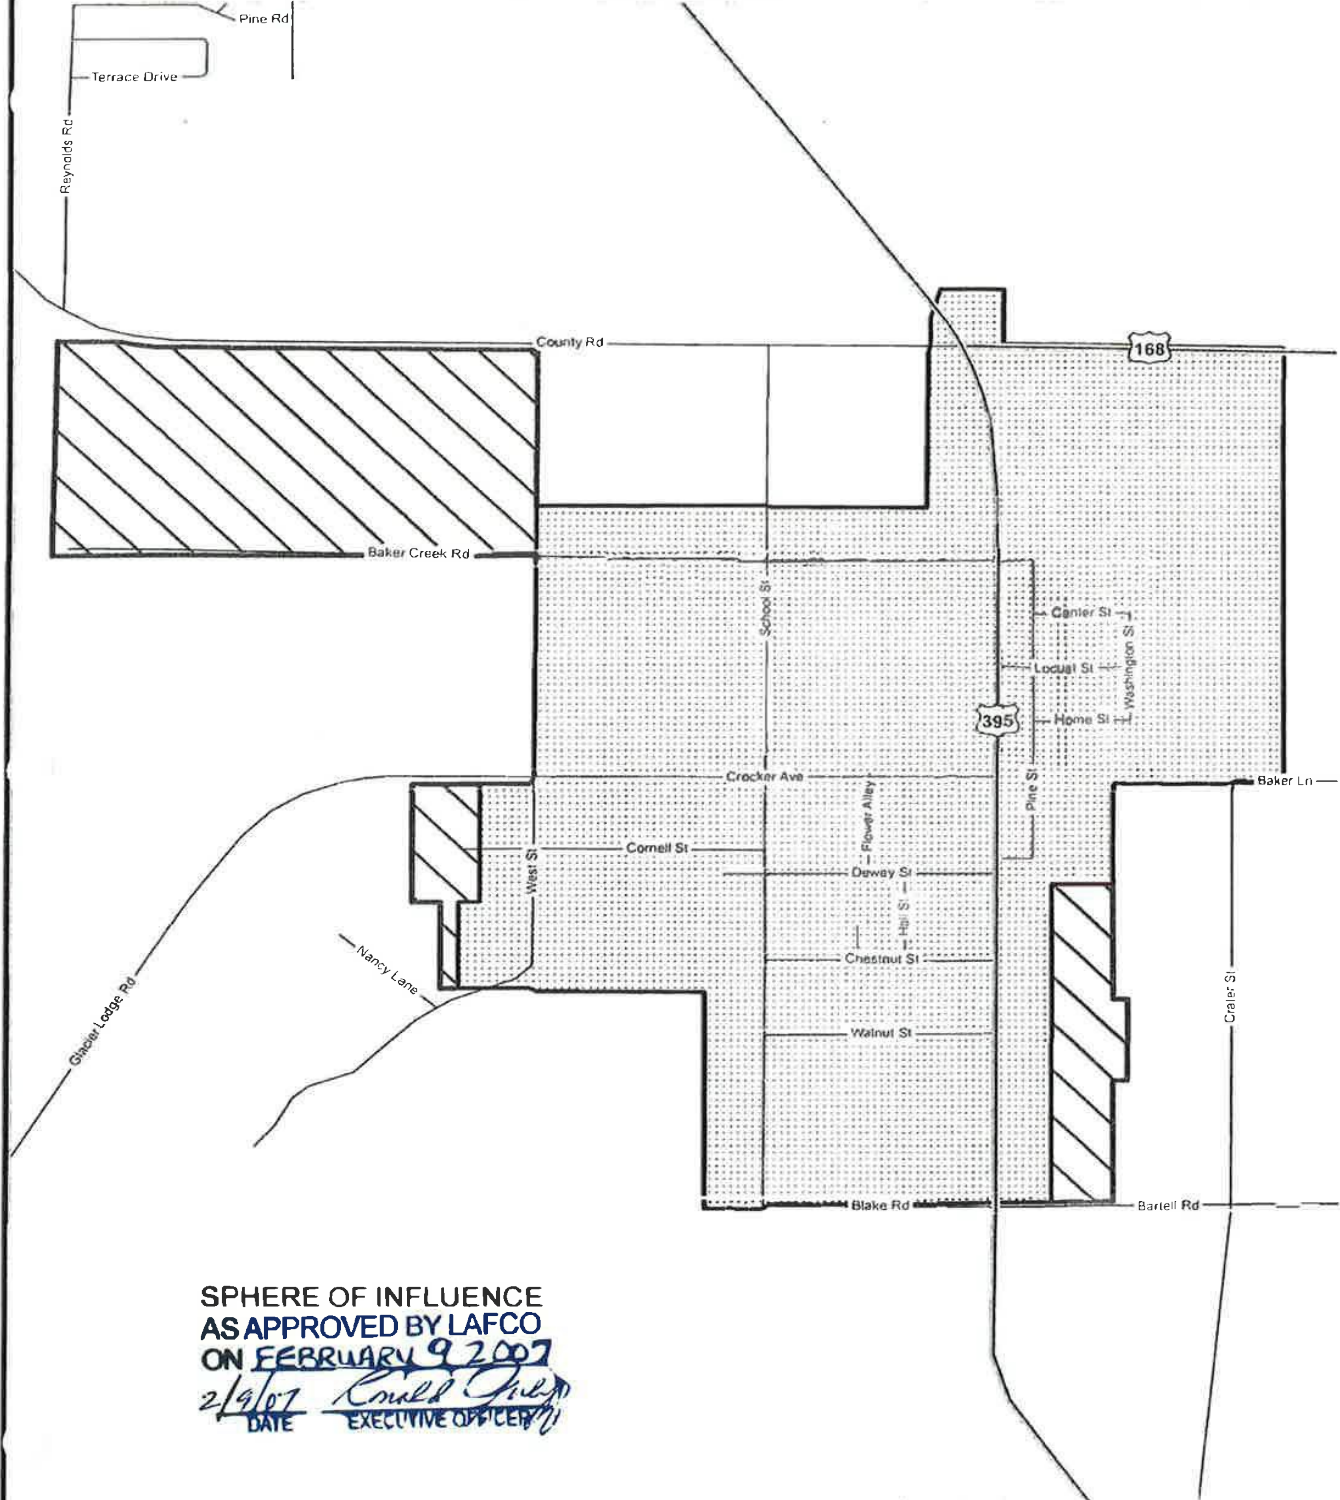 Pine Rd
Terrace Drive
Reynolds Rd
County Rd
168
Baker Creek Rd
School St
Center St
Washington St
Locust St
395
Home St
Crocker Ave
Baker Ln
Pine St
Flower Alley
Cornell St
West St
Dewey St
Hall St
Nancy Lane
Chestnut St
Glacier Lodge Rd
Crater St
Walnut St
Blake Rd
Bartell Rd
SPHERE OF INFLUENCE
AS APPROVED BY LAFCO
ON FEBRUARY 9 2007
2/9/07 Ronald
DATE EXECUTIVE OFFICER